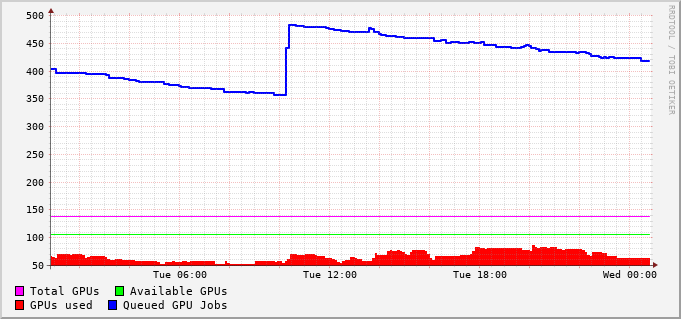 500
450
400
350
300
250
200
150
100
50
Tue 06:00 Tue 12:00 Tue 18:00 Wed 00:00
Total GPUs Available GPUs
GPUs used Queued GPU Jobs
RRDTOOL / TOBI OETIKER